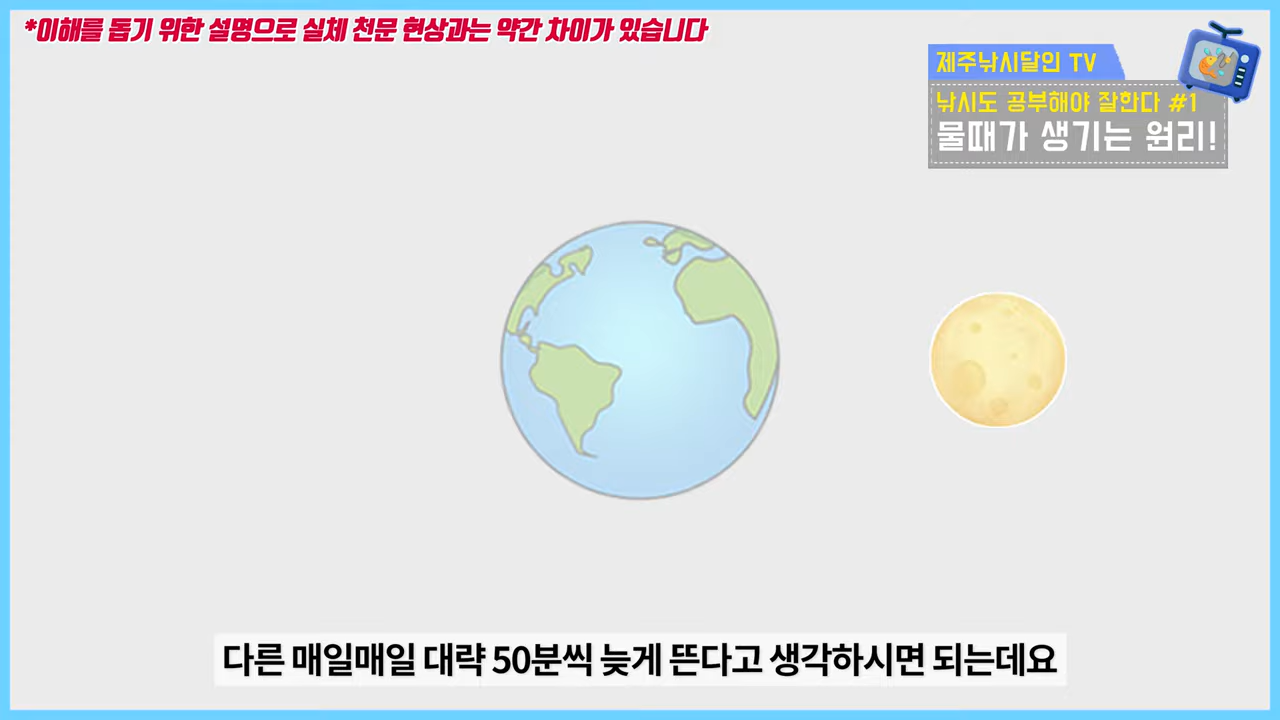 *이해를 돕기 위한 설명으로 실체 천문 현상과는 약간 차이가 있습니다
제주낚시달인 TV
낚시도 공부해야 잘한다 #1
물때가 생기는 원리!
다른 매일매일 대략 50분씩 늦게 뜬다고 생각하시면 되는데요